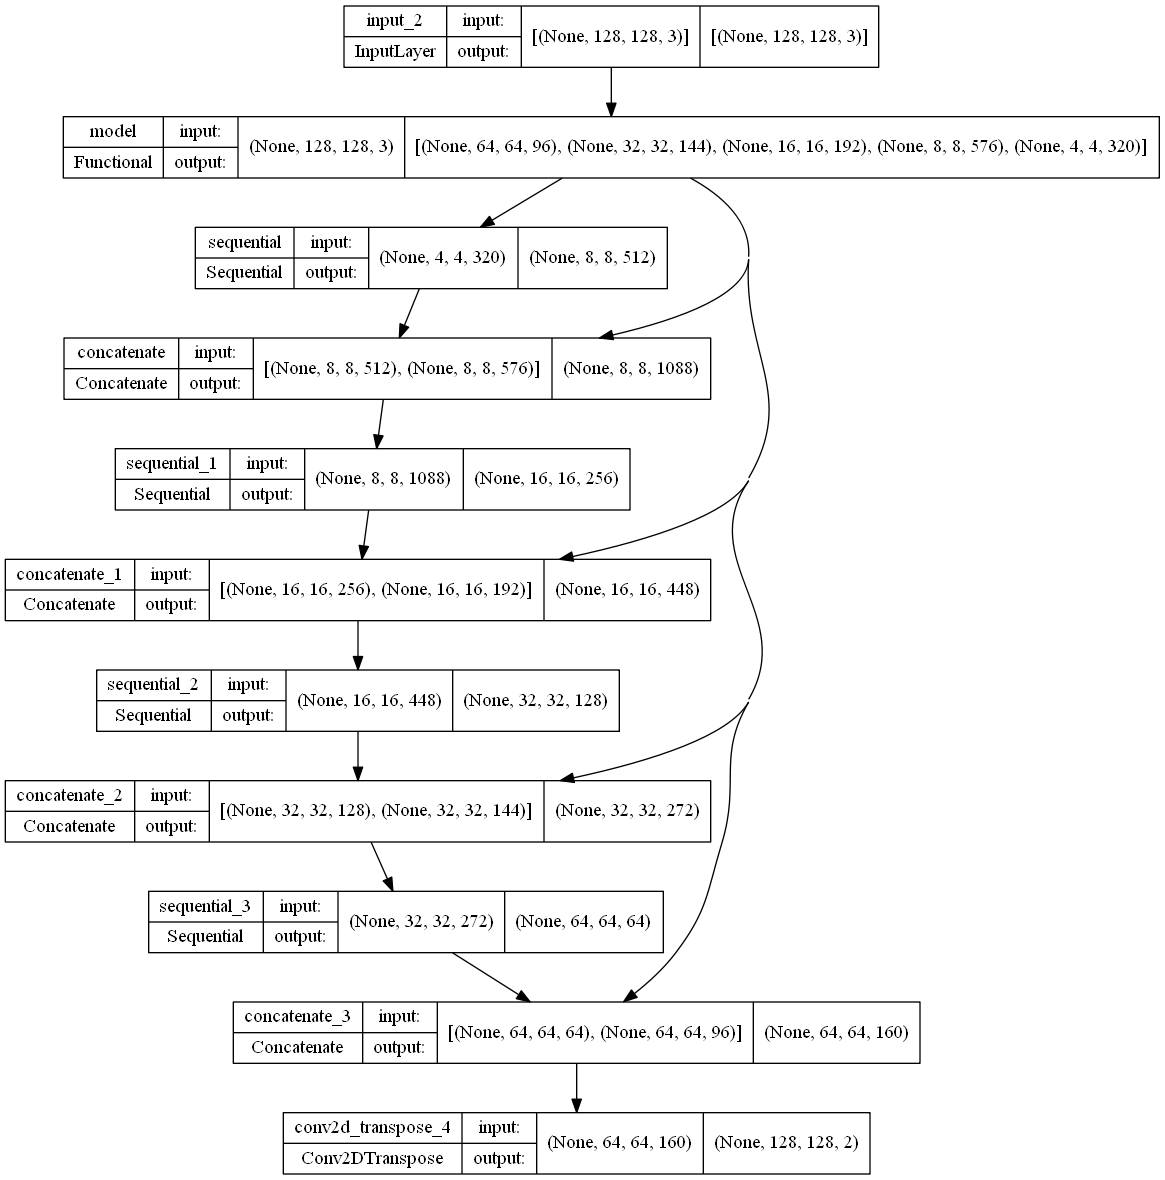 input_2 input: [(None, 128, 128, 3)] [(None, 128, 128, 3)]
InputLayer output:
model input: (None, 128, 128, 3) [(None, 64, 64, 96), (None, 32, 32, 144), (None, 16, 16, 192), (None, 8, 8, 576), (None, 4, 4, 320)]
Functional output:
sequential input: (None, 4, 4, 320) (None, 8, 8, 512)
Sequential output:
concatenate input: [(None, 8, 8, 512), (None, 8, 8, 576)] (None, 8, 8, 1088)
Concatenate output:
sequential_1 input: (None, 8, 8, 1088) (None, 16, 16, 256)
Sequential output:
concatenate_1 input: [(None, 16, 16, 256), (None, 16, 16, 192)] (None, 16, 16, 448)
Concatenate output:
sequential_2 input: (None, 16, 16, 448) (None, 32, 32, 128)
Sequential output:
concatenate_2 input: [(None, 32, 32, 128), (None, 32, 32, 144)] (None, 32, 32, 272)
Concatenate output:
sequential_3 input: (None, 32, 32, 272) (None, 64, 64, 64)
Sequential output:
concatenate_3 input: [(None, 64, 64, 64), (None, 64, 64, 96)] (None, 64, 64, 160)
Concatenate output:
conv2d_transpose_4 input: (None, 64, 64, 160) (None, 128, 128, 2)
Conv2DTranspose output: